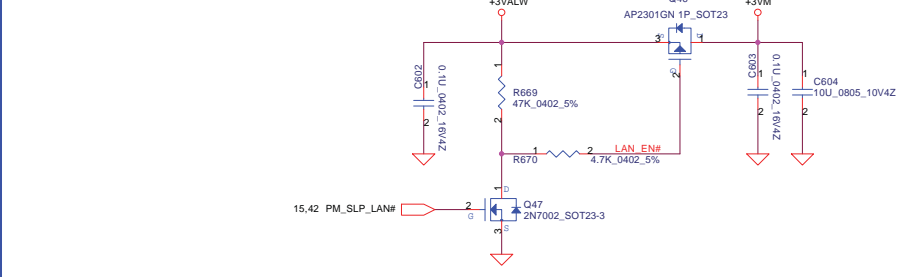 +3VALW
+3VM
AP2301GN 1P_SOT23
3
S
D
1
G
2
C602
1
2
0.1U_0402_16V4Z
1
R669
47K_0402_5%
2
C603
1
2
0.1U_0402_16V4Z
1
C604
10U_0805_10V4Z
2
1
R670
2
LAN_EN#
4.7K_0402_5%
1
D
15,42 PM_SLP_LAN#
2
G
Q47
2N7002_SOT23-3
3
S